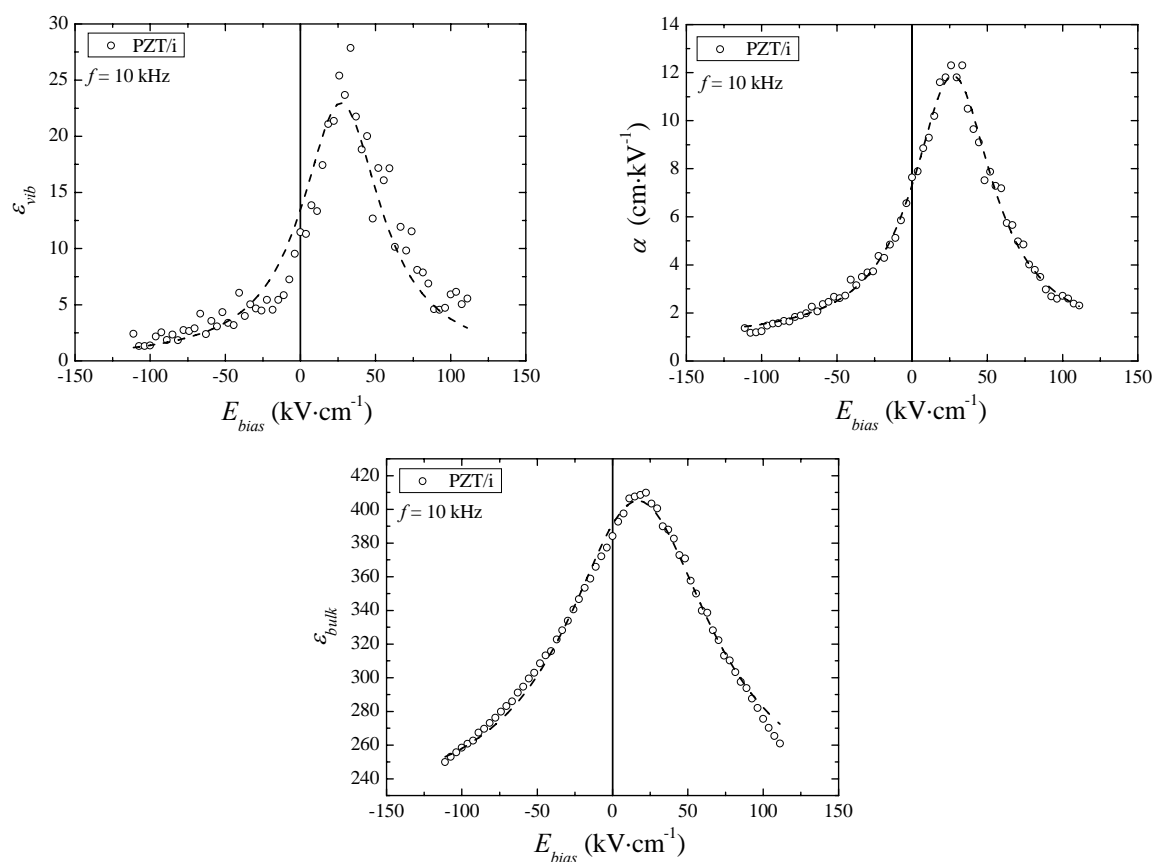 PZT/i
f = 10 kHz
30
25
20
15
10
5
0
ε_vib
-150 -100 -50 0 50 100 150
E_bias (kV·cm⁻¹)
PZT/i
f = 10 kHz
14
12
10
8
6
4
2
0
α (cm·kV⁻¹)
-150 -100 -50 0 50 100 150
E_bias (kV·cm⁻¹)
PZT/i
f = 10 kHz
420
400
380
360
340
320
300
280
260
240
ε_bulk
-150 -100 -50 0 50 100 150
E_bias (kV·cm⁻¹)